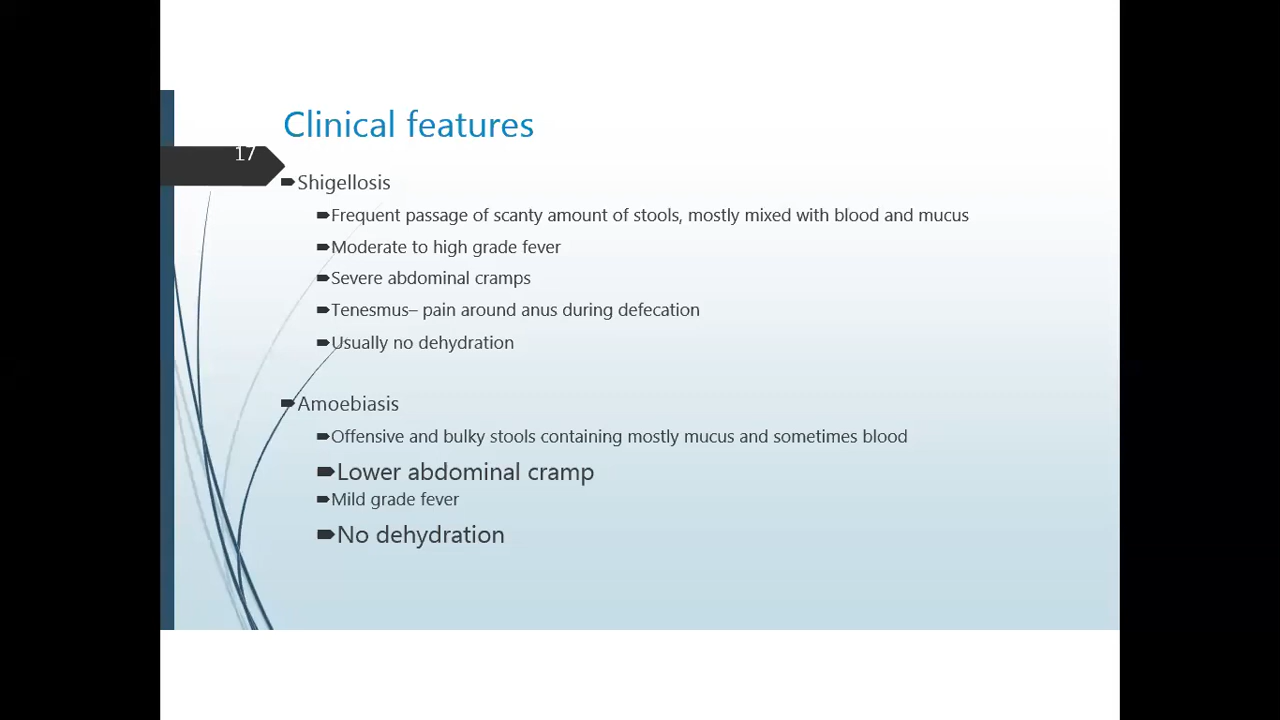 Clinical features
17
Shigellosis
Frequent passage of scanty amount of stools, mostly mixed with blood and mucus
Moderate to high grade fever
Severe abdominal cramps
Tenesmus– pain around anus during defecation
Usually no dehydration
Amoebiasis
Offensive and bulky stools containing mostly mucus and sometimes blood
Lower abdominal cramp
Mild grade fever
No dehydration